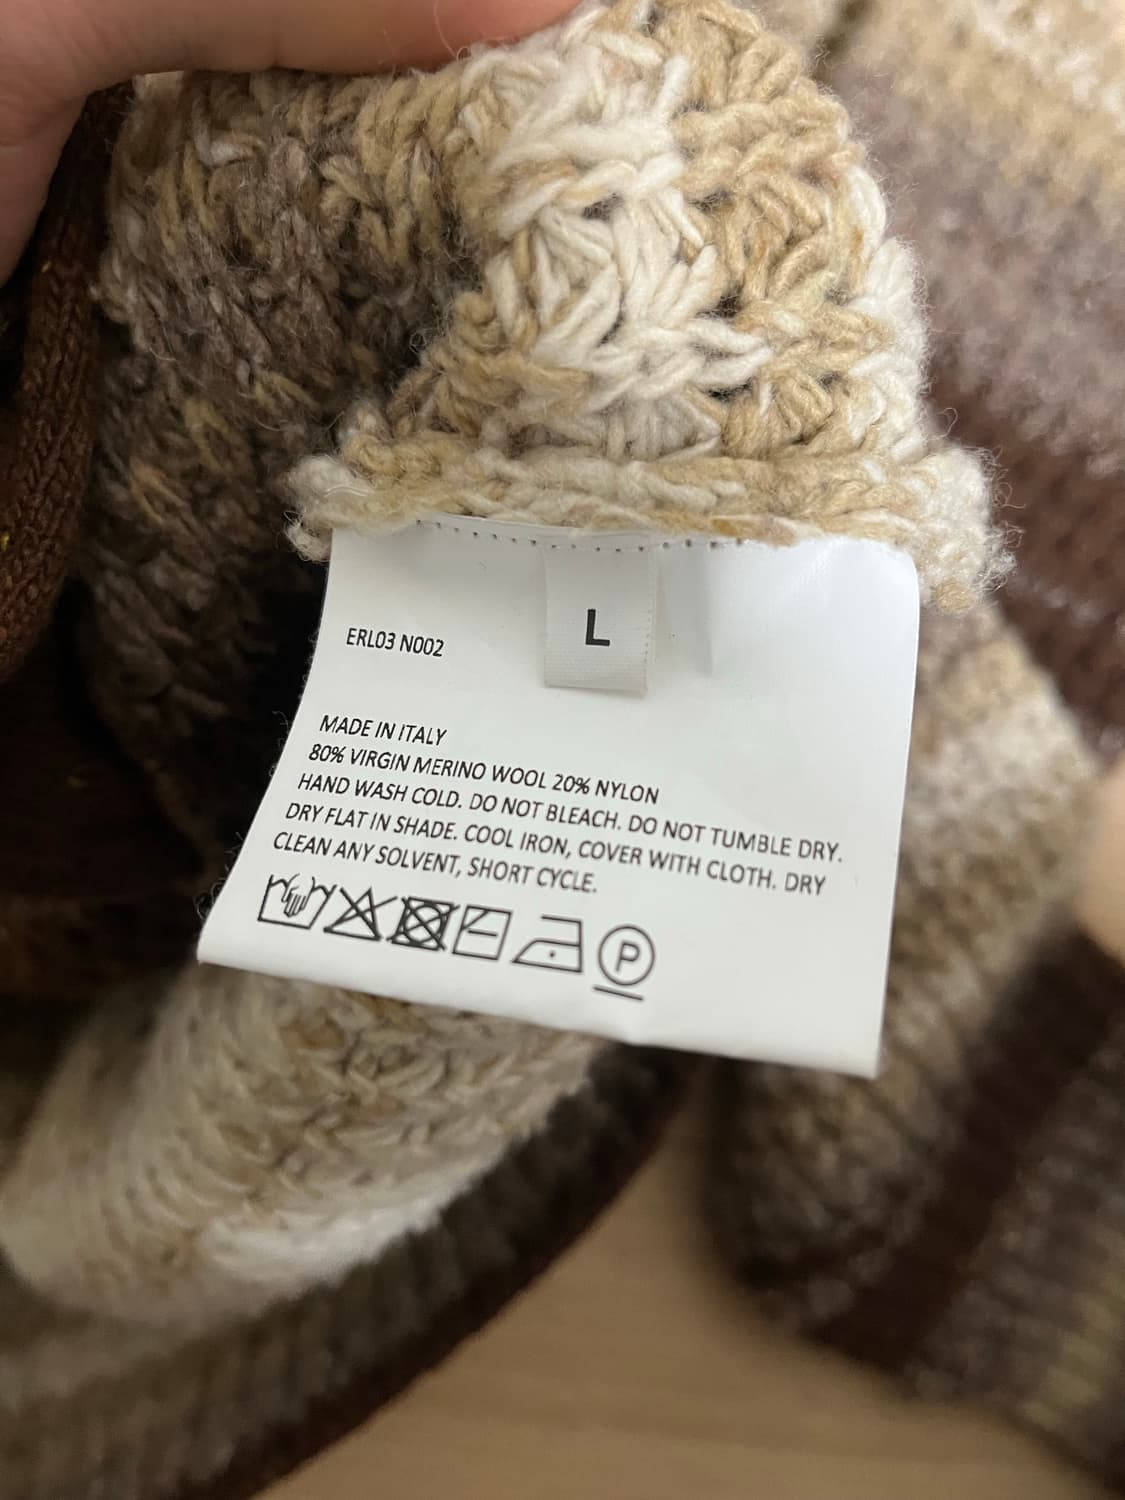 L
ERL03 N002
MADE IN ITALY
80% VIRGIN MERINO WOOL 20% NYLON
HAND WASH COLD. DO NOT BLEACH. DO NOT TUMBLE DRY.
DRY FLAT IN SHADE. COOL IRON, COVER WITH CLOTH. DRY
CLEAN ANY SOLVENT, SHORT CYCLE.
P